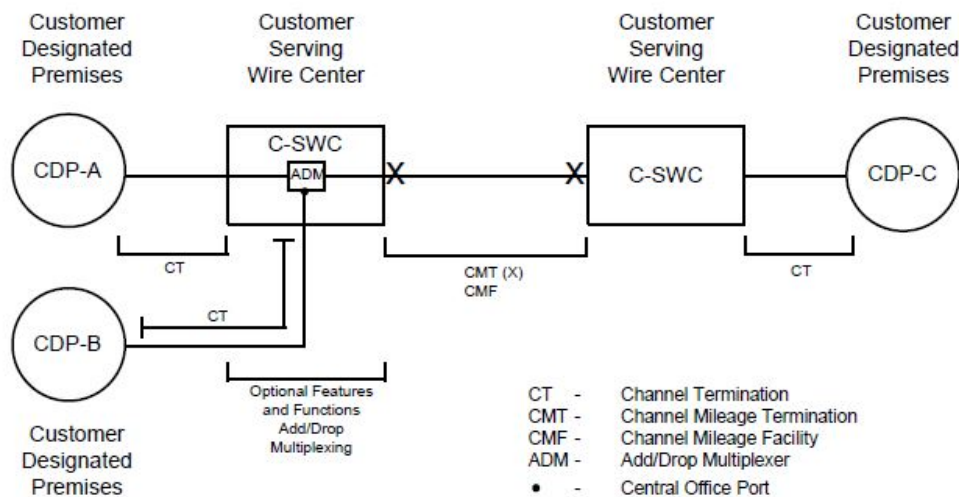 Customer
Designated
Premises
Customer
Serving
Wire Center
Customer
Serving
Wire Center
Customer
Designated
Premises
CDP-A
C-SWC
ADM
X
X
C-SWC
CDP-C
CT
CMT (X)
CMF
CT
CT
CDP-B
Optional Features
and Functions
Add/Drop
Multiplexing
Customer
Designated
Premises
CT - Channel Termination
CMT - Channel Mileage Termination
CMF - Channel Mileage Facility
ADM - Add/Drop Multiplexer
• - Central Office Port